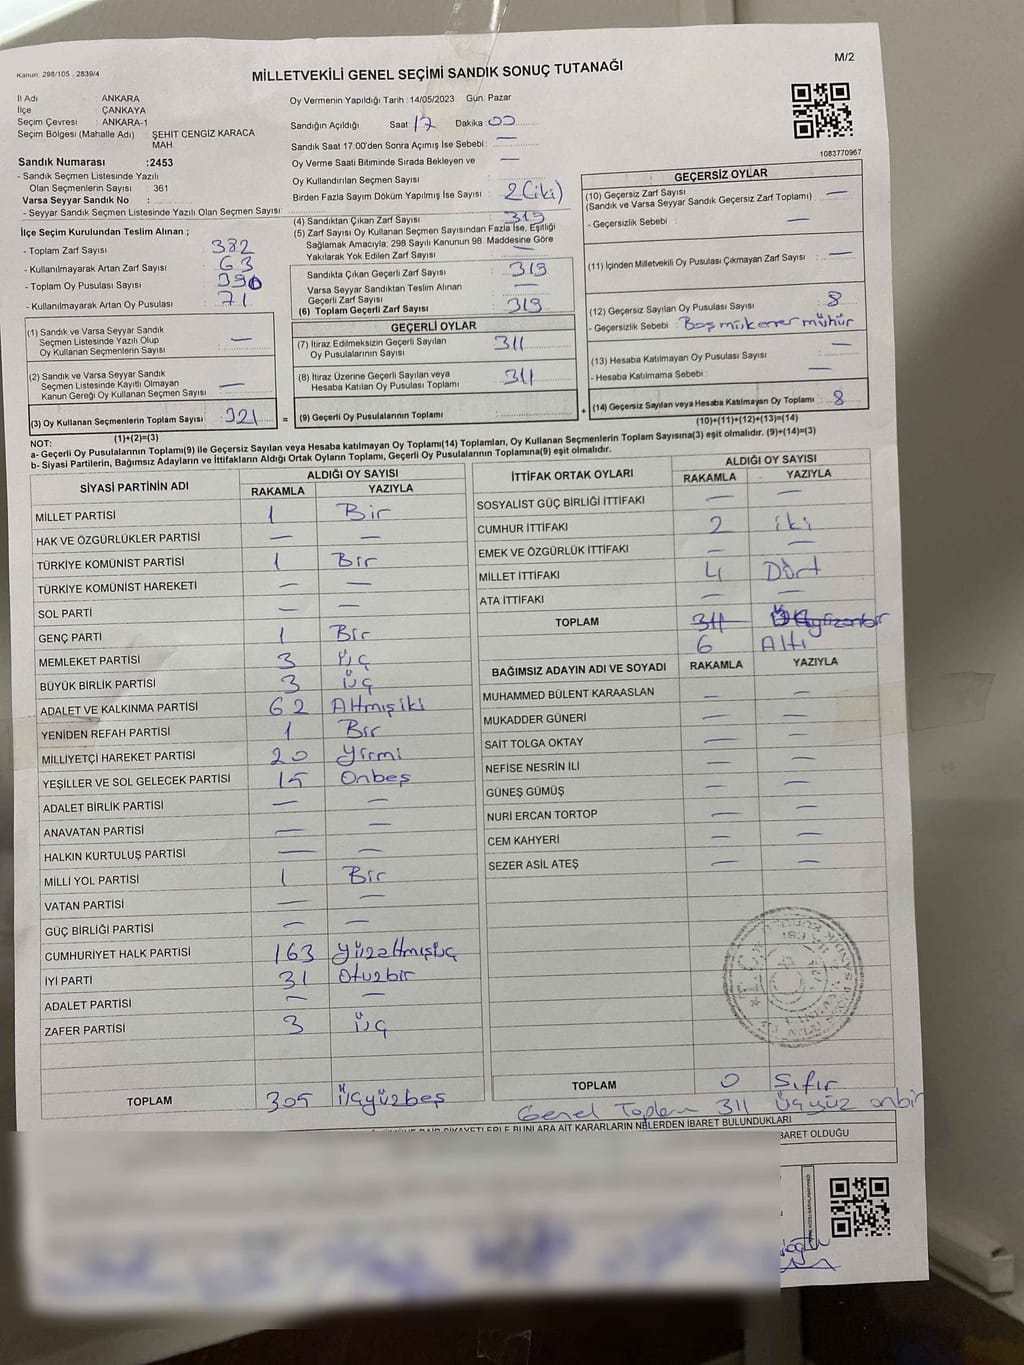 Kanun. 298/105 . 2839/4
M/2
MİLLETVEKİLİ GENEL SEÇİMİ SANDIK SONUÇ TUTANAĞI
İl Adı : ANKARA
İlçe : ÇANKAYA
Seçim Çevresi : ANKARA-1
Seçim Bölgesi (Mahalle Adı) ŞEHİT CENGİZ KARACA MAH.
Sandık Numarası :2453
- Sandık Seçmen Listesinde Yazılı
Olan Seçmenlerin Sayısı : 361
Varsa Seyyar Sandık No :
- Seyyar Sandık Seçmen Listesinde Yazılı Olan Seçmen Sayısı:
İlçe Seçim Kurulundan Teslim Alınan ;
- Toplam Zarf Sayısı : 382
- Kullanılmayarak Artan Zarf Sayısı : 63
- Toplam Oy Pusulası Sayısı : 390
- Kullanılmayarak Artan Oy Pusulası : 71
(1) Sandık ve Varsa Seyyar Sandık
Seçmen Listesinde Yazılı Olup
Oy Kullanan Seçmenlerin Sayısı : —
(2) Sandık ve Varsa Seyyar Sandık
Seçmen Listesinde Kayıtlı Olmayan
Kanun Gereği Oy Kullanan Seçmen Sayısı : —
(3) Oy Kullanan Seçmenlerin Toplam Sayısı : 321 =
(1)+(2)=(3)
Oy Vermenin Yapıldığı Tarih :14/05/2023 Gün: Pazar
Sandığın Açıldığı Saat 17 Dakika: 00
Sandık Saat 17:00'den Sonra Açımış İse Sebebi : —
Oy Verme Saati Bitiminde Sırada Bekleyen ve —
Oy Kullandırılan Seçmen Sayısı :
Birden Fazla Sayım Döküm Yapılmış İse Sayısı : 2 (iki)
(4) Sandıktan Çıkan Zarf Sayısı : 319
(5) Zarf Sayısı Oy Kullanan Seçmen Sayısından Fazla İse, Eşitliği
Sağlamak Amacıyla; 298 Sayılı Kanunun 98. Maddesine Göre
Yakılarak Yok Edilen Zarf Sayısı : —
Sandıkta Çıkan Geçerli Zarf Sayısı : 319
Varsa Seyyar Sandıktan Teslim Alınan
Geçerli Zarf Sayısı : —
(6) Toplam Geçerli Zarf Sayısı : 319
GEÇERLİ OYLAR
(7) İtiraz Edilmeksizin Geçerli Sayılan
Oy Pusulalarının Sayısı : 311
(8) İtiraz Üzerine Geçerli Sayılan veya
Hesaba Katılan Oy Pusulası Toplamı : 311
(9) Geçerli Oy Pusulalarının Toplamı : +
1083770967
GEÇERSİZ OYLAR
(10) Geçersiz Zarf Sayısı
(Sandık ve Varsa Seyyar Sandık Geçersiz Zarf Toplamı) : —
- Geçersizlik Sebebi : —
(11) İçinden Milletvekili Oy Pusulası Çıkmayan Zarf Sayısı : —
(12) Geçersiz Sayılan Oy Pusulası Sayısı : 8
- Geçersizlik Sebebi :
(13) Hesaba Katılmayan Oy Pusulası Sayısı : —
- Hesaba Katılmama Sebebi : —
(14) Geçersiz Sayılan veya Hesaba Katılmayan Oy Toplamı : 8
(10)+(11)+(12)+(13)=(14)
NOT:
a- Geçerli Oy Pusulaları Toplamı(9) ile Geçersiz Sayılan veya Hesaba katılmayan Oy Toplamı(14) Toplamları, Oy Kullanan Seçmenlerin Toplam Sayısına(3) eşit olmalıdır. (9)+(14)=(3)
b- Siyasi Partilerin, Bağımsız Adayların ve İttifakların Aldığı Ortak Oyların Toplamı, Geçerli Oy Pusulalarının Toplamına(9) eşit olmalıdır.
SİYASİ PARTİNİN ADI ALDIĞI OY SAYISI
RAKAMLA YAZIYLA
MİLLET PARTİSİ 1 Bir
HAK VE ÖZGÜRLÜKLER PARTİSİ — —
TÜRKİYE KOMÜNİST PARTİSİ 1 Bir
TÜRKİYE KOMÜNİST HAREKETİ — —
SOL PARTİ — —
GENÇ PARTİ 1 Bir
MEMLEKET PARTİSİ 3 Üç
BÜYÜK BİRLİK PARTİSİ 3 Üç
ADALET VE KALKINMA PARTİSİ 62 Altmışiki
YENİDEN REFAH PARTİSİ 1 Bir
MİLLİYETÇİ HAREKET PARTİSİ 20 Yirmi
YEŞİLLER VE SOL GELECEK PARTİSİ 15 Onbeş
ADALET BİRLİK PARTİSİ — —
ANAVATAN PARTİSİ — —
HALKIN KURTULUŞ PARTİSİ — —
MİLLİ YOL PARTİSİ 1 Bir
VATAN PARTİSİ — —
GÜÇ BİRLİĞİ PARTİSİ — —
CUMHURİYET HALK PARTİSİ 163 Yüzaltmışüç
İYİ PARTİ 31 Otuzbir
ADALET PARTİSİ — —
ZAFER PARTİSİ 3 Üç
TOPLAM 305 Üçyüzbeş
İTTİFAK ORTAK OYLARI ALDIĞI OY SAYISI
RAKAMLA YAZIYLA
SOSYALİST GÜÇ BİRLİĞİ İTTİFAKI — —
CUMHUR İTTİFAKI 2 iki
EMEK VE ÖZGÜRLÜK İTTİFAKI — —
MİLLET İTTİFAKI 4 Dört
ATA İTTİFAKI — —
TOPLAM 311
6 Altı
BAĞIMSIZ ADAYIN ADI VE SOYADI RAKAMLA YAZIYLA
MUHAMMED BÜLENT KARAASLAN — —
MUKADDER GÜNERİ — —
SAİT TOLGA OKTAY — —
NEFİSE NESRİN İLİ — —
GÜNEŞ GÜMÜŞ — —
NURİ ERCAN TORTOP — —
CEM KAHYERİ — —
SEZER ASİL ATEŞ — —
TOPLAM 0 Sıfır
Genel Toplam 311 Üçyüz onbir
ŞİKAYETLERLE BUNLARA AİT KARARLARIN NELERDEN İBARET BULUNDUKLARI
İBARET OLDUĞU